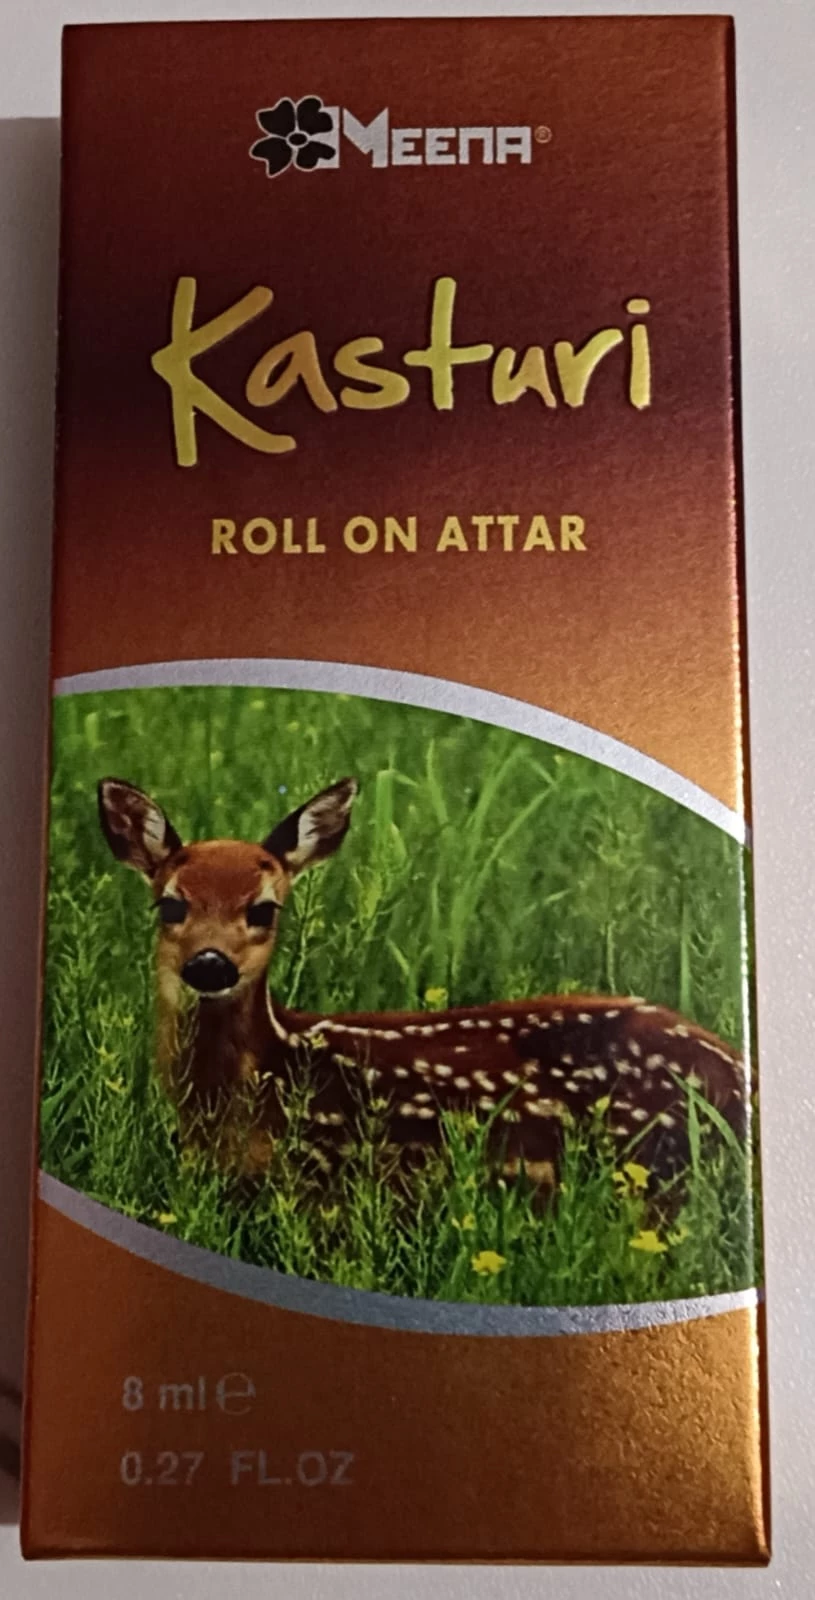 MEENA®
Kasturi
ROLL ON ATTAR
8 ml ℮
0.27 FL.OZ